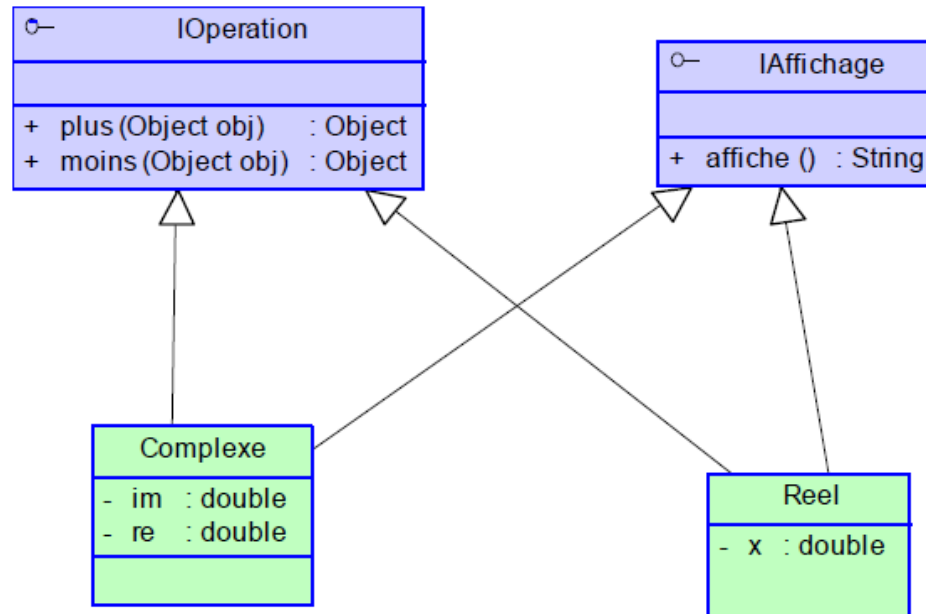 IOperation
+ plus (Object obj) : Object
+ moins (Object obj) : Object
IAffichage
+ affiche () : String
Complexe
- im : double
- re : double
Reel
- x : double